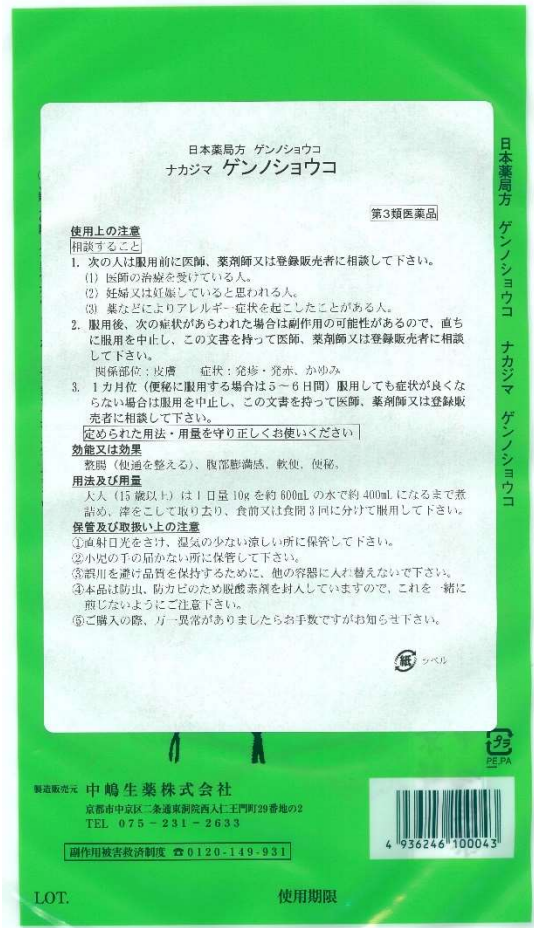 日本薬局方 ゲンノショウコ
ナカジマ ゲンノショウコ
第3類医薬品
使用上の注意
相談すること
1. 次の人は服用前に医師、薬剤師又は登録販売者に相談して下さい。
(1) 医師の治療を受けている人。
(2) 妊婦又は妊娠していると思われる人。
(3) 薬などによりアレルギー症状を起こしたことがある人。
2. 服用後、次の症状があらわれた場合は副作用の可能性があるので、直ち
に服用を中止し、この文書を持って医師、薬剤師又は登録販売者に相談
して下さい。
関係部位:皮膚 症状:発疹・発赤、かゆみ
3. 1カ月位(便秘に服用する場合は5〜6日間)服用しても症状が良くな
らない場合は服用を中止し、この文書を持って医師、薬剤師又は登録販
売者に相談して下さい。
定められた用法・用量を守り正しくお使いください
効能又は効果
整腸(便通を整える)、腹部膨満感、軟便、便秘。
用法及び用量
大人(15歳以上)は1日量10gを約600mLの水で約400mLになるまで煮
詰め、滓をこして取り去り、食前又は食間3回に分けて服用して下さい。
保管及び取扱い上の注意
①直射日光をさけ、湿気の少ない涼しい所に保管して下さい。
②小児の手の届かない所に保管して下さい。
③誤用を避け品質を保持するために、他の容器に入れ替えないで下さい。
④本品は防虫、防カビのため脱酸素剤を封入していますので、これを一緒に
煎じないようにご注意下さい。
⑤ご購入の際、万一異常がありましたらお手数ですがお知らせ下さい。
紙 ラベル
日本薬局方 ゲンノショウコ ナカジマ ゲンノショウコ
プラ
PE,PA
製造販売元 中嶋生薬株式会社
京都市中京区二条通東洞院西入仁王門町29番地の2
TEL 075-231-2633
副作用被害救済制度 ☎0120-149-931
4 936246 100043
LOT.
使用期限